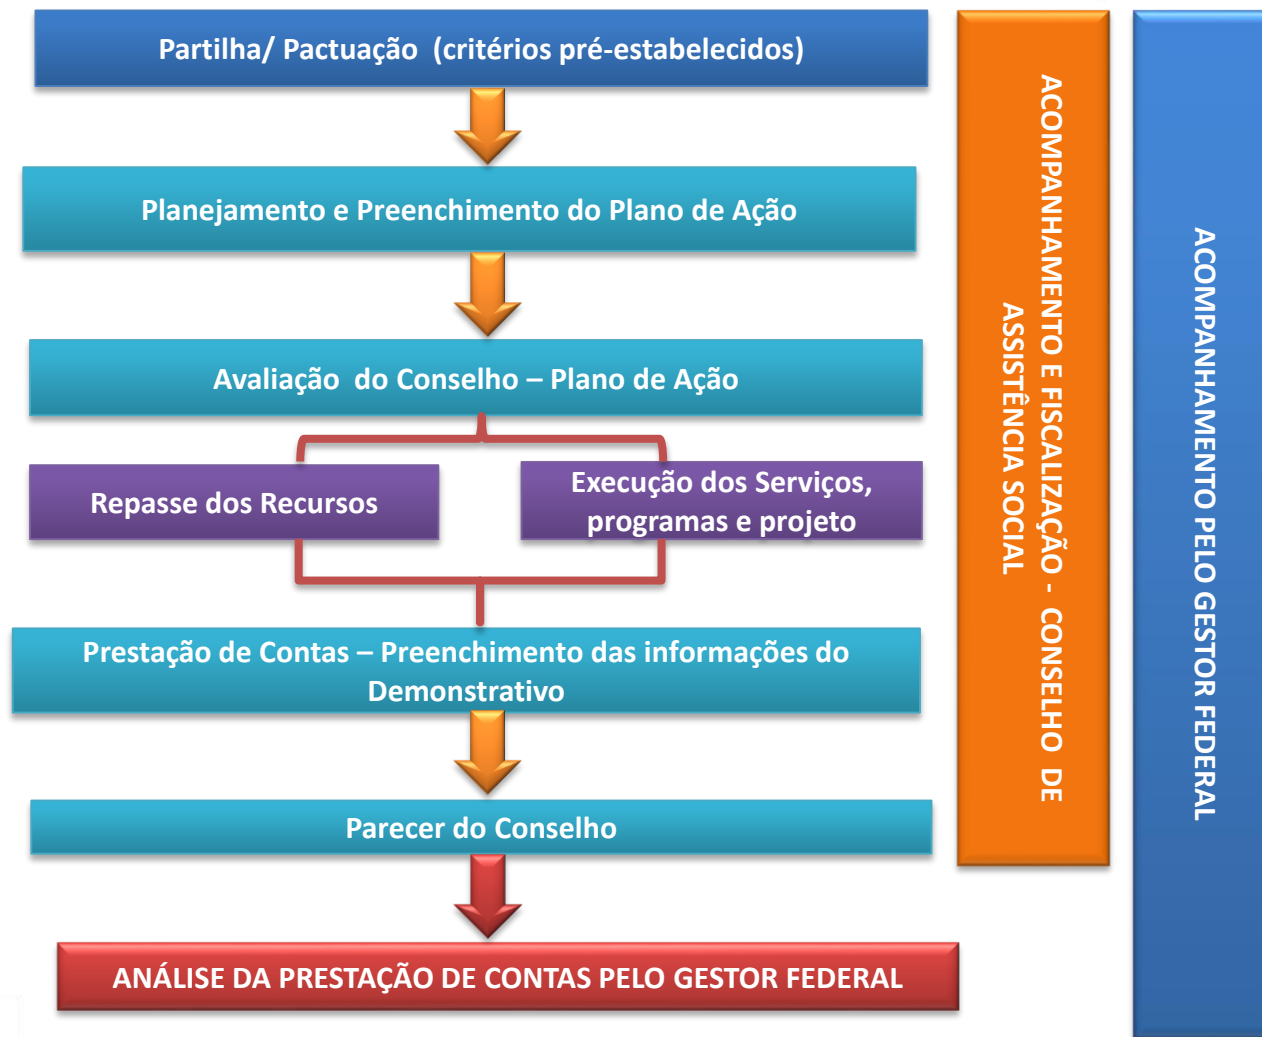 Partilha/ Pactuação (critérios pré-estabelecidos)
Planejamento e Preenchimento do Plano de Ação
Avaliação do Conselho – Plano de Ação
Repasse dos Recursos
Execução dos Serviços,
programas e projeto
Prestação de Contas – Preenchimento das informações do
Demonstrativo
Parecer do Conselho
ANÁLISE DA PRESTAÇÃO DE CONTAS PELO GESTOR FEDERAL
ACOMPANHAMENTO E FISCALIZAÇÃO - CONSELHO DE
ASSISTÊNCIA SOCIAL
ACOMPANHAMENTO PELO GESTOR FEDERAL